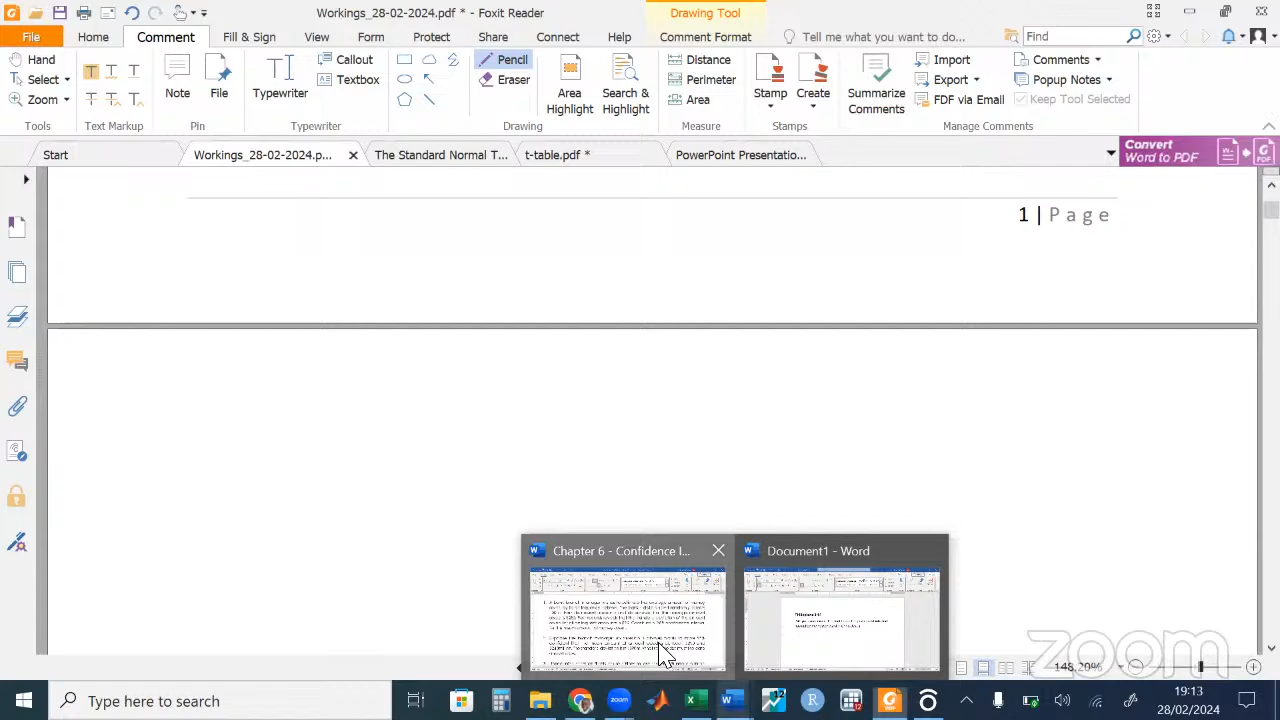 Workings_28-02-2024.pdf * - Foxit Reader
Drawing Tool
File Home Comment Fill & Sign View Form Protect Share Connect Help Comment Format Tell me what you want to do... Find
Hand
Select
Zoom
Tools
Text Markup
Note
File
Pin
Typewriter
Callout
Textbox
Typewriter
Pencil
Eraser
Area Highlight
Search & Highlight
Drawing
Distance
Perimeter
Area
Measure
Stamp
Create
Stamps
Summarize Comments
Import
Export
FDF via Email
Comments
Popup Notes
Keep Tool Selected
Manage Comments
Start
Workings_28-02-2024.p...
The Standard Normal T...
t-table.pdf *
PowerPoint Presentatio...
Convert
Word to PDF
1 | Page
Chapter 6 - Confidence I...
Document1 - Word
zoom
148.20%
Type here to search
19:13
28/02/2024